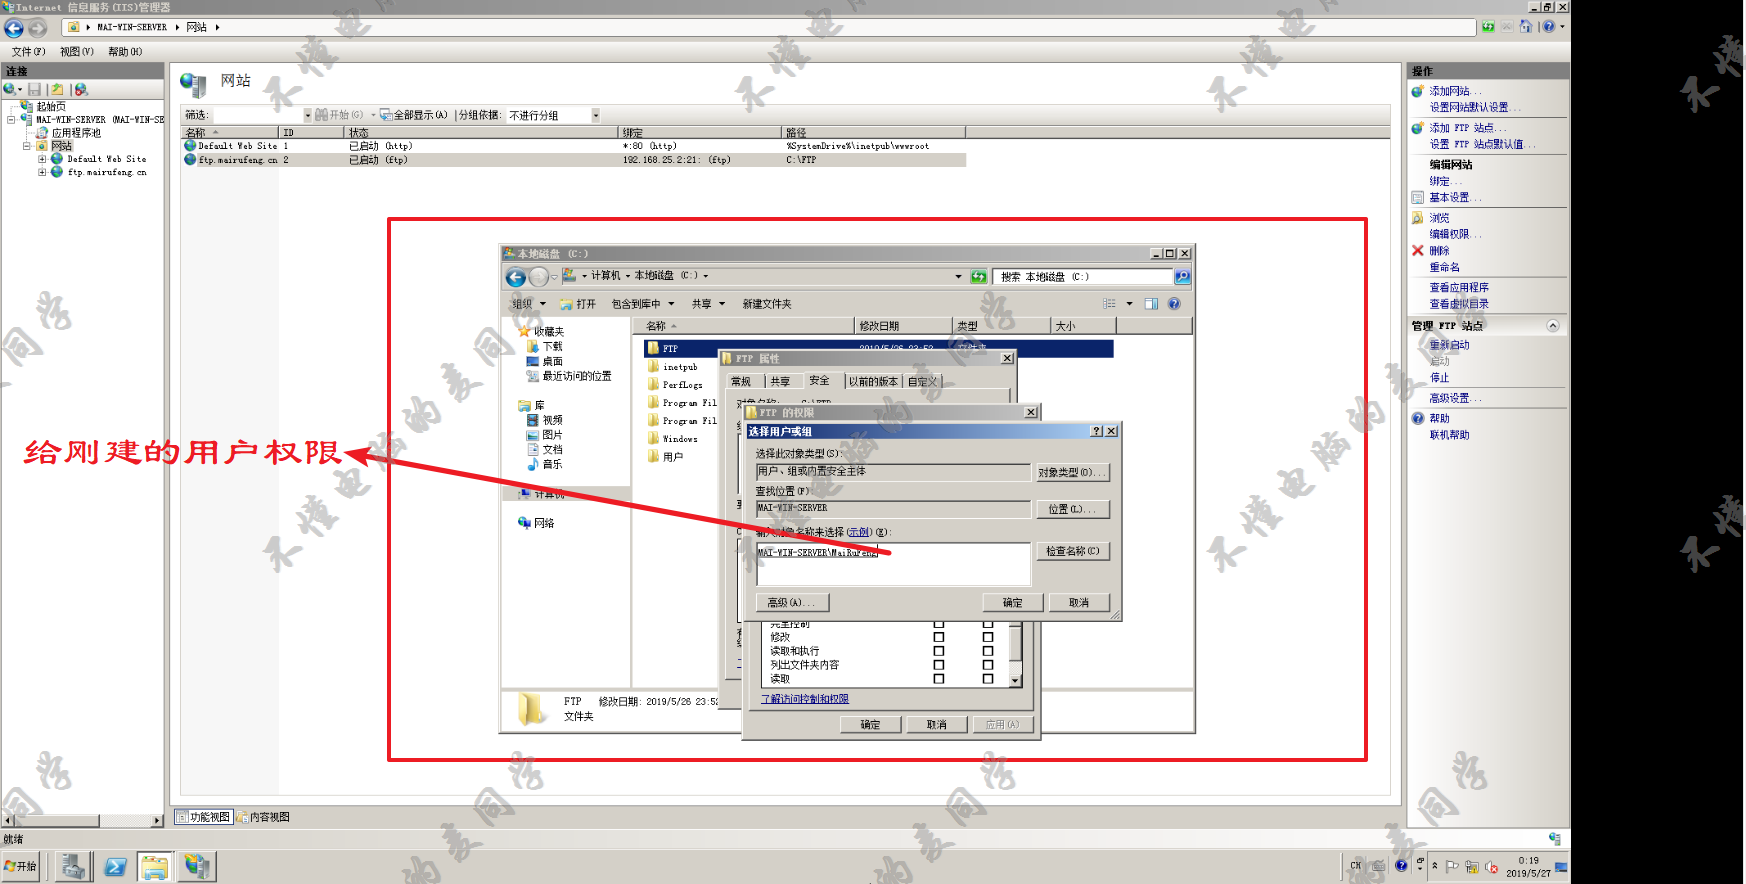 Internet 信息服务(IIS)管理器
MAI-WIN-SERVER 网站
文件(F) 视图(V) 帮助(H)
连接
起始页
MAI-WIN-SERVER (MAI-WIN-SE
应用程序池
网站
Default Web Site
ftp.mairufeng.cn
网站
筛选: 开始(G) 全部显示(A) 分组依据: 不进行分组
名称 ID 状态 绑定 路径
Default Web Site 1 已启动 (http) *:80 (http) %SystemDrive%\inetpub\wwwroot
ftp.mairufeng.cn 2 已启动 (ftp) 192.168.25.2:21: (ftp) C:\FTP
本地磁盘 (C:)
计算机 本地磁盘 (C:) 搜索 本地磁盘 (C:)
组织 打开 包含到库中 共享 新建文件夹
收藏夹
下载
桌面
最近访问的位置
库
视频
图片
文档
音乐
计算机
网络
名称 修改日期 类型 大小
FTP 2019/5/26 23:52 文件夹
inetpub
PerfLogs
Program Fil
Program Fil
Windows
用户
FTP 修改日期: 2019/5/26 23:52
文件夹
FTP 属性
常规 共享 安全 以前的版本 自定义
对象名称: C:\FTP
FTP 的权限
选择用户或组
选择此对象类型(S):
用户、组或内置安全主体
对象类型(O)...
查找位置(F):
MAI-WIN-SERVER
位置(L)...
输入对象名称来选择(示例)(E):
MAI-WIN-SERVER\MaiRuFeng
检查名称(C)
高级(A)... 确定 取消
完全控制
修改
读取和执行
列出文件夹内容
读取
了解访问控制和权限
确定 取消 应用(A)
给刚建的用户权限
操作
添加网站...
设置网站默认设置...
添加 FTP 站点...
设置 FTP 站点默认值...
编辑网站
绑定...
基本设置...
浏览
编辑权限...
删除
重命名
查看应用程序
查看虚拟目录
管理 FTP 站点
重新启动
启动
停止
高级设置...
帮助
联机帮助
功能视图 内容视图
就绪
开始
CH
0:19
2019/5/27
不懂电脑的麦同学